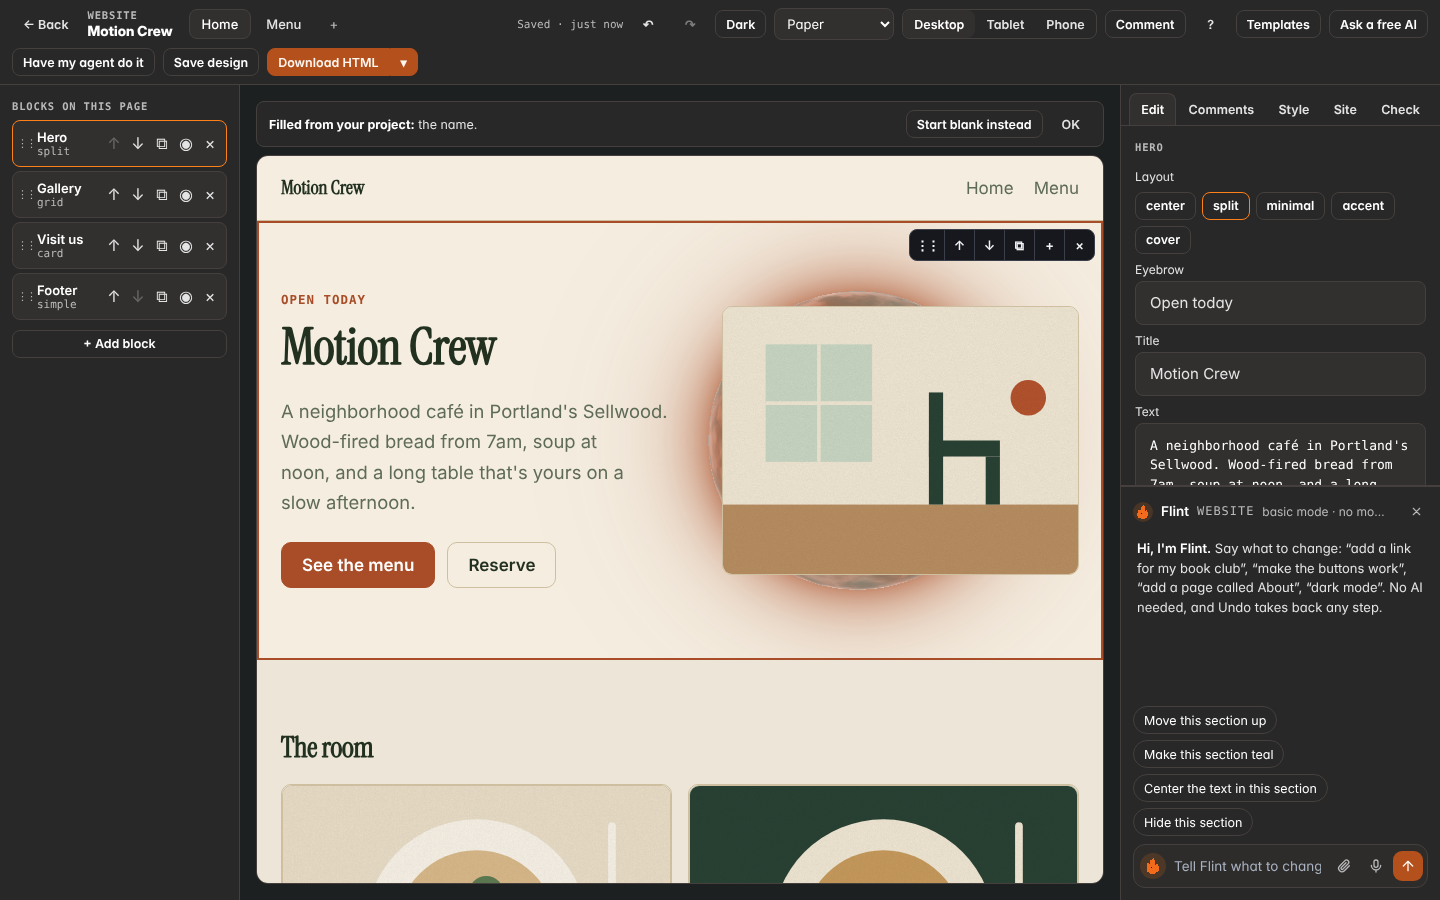 ← Back
WEBSITE
Motion Crew
Home
Menu
+
Saved · just now
Dark
Paper
Desktop
Tablet
Phone
Comment
?
Templates
Ask a free AI
Have my agent do it
Save design
Download HTML
BLOCKS ON THIS PAGE
Hero
split
Gallery
grid
Visit us
card
Footer
simple
+ Add block
Filled from your project: the name.
Start blank instead
OK
Motion Crew
Home
Menu
OPEN TODAY
Motion Crew
A neighborhood café in Portland's Sellwood.
Wood-fired bread from 7am, soup at
noon, and a long table that's yours on a
slow afternoon.
See the menu
Reserve
The room
Edit
Comments
Style
Site
Check
HERO
Layout
center
split
minimal
accent
cover
Eyebrow
Open today
Title
Motion Crew
Text
A neighborhood café in Portland's
Sellwood. Wood-fired bread from
7am, soup at noon, and a long
Flint WEBSITE basic mode · no mo…
Hi, I'm Flint. Say what to change: “add a link
for my book club”, “make the buttons work”,
“add a page called About”, “dark mode”. No AI
needed, and Undo takes back any step.
Move this section up
Make this section teal
Center the text in this section
Hide this section
Tell Flint what to chang